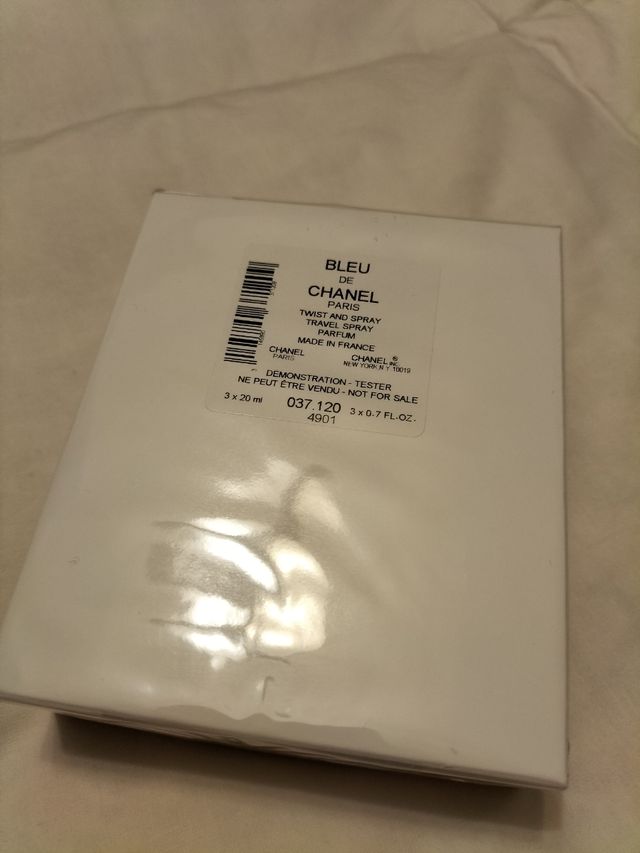 BLEU
DE
CHANEL
PARIS
TWIST AND SPRAY
TRAVEL SPRAY
PARFUM
MADE IN FRANCE
CHANEL
PARIS
CHANEL INC.®
NEW YORK, N.Y. 10019
DEMONSTRATION - TESTER
NE PEUT ÊTRE VENDU - NOT FOR SALE
3 x 20 ml 037.120 3 x 0.7 FL.OZ.
4901